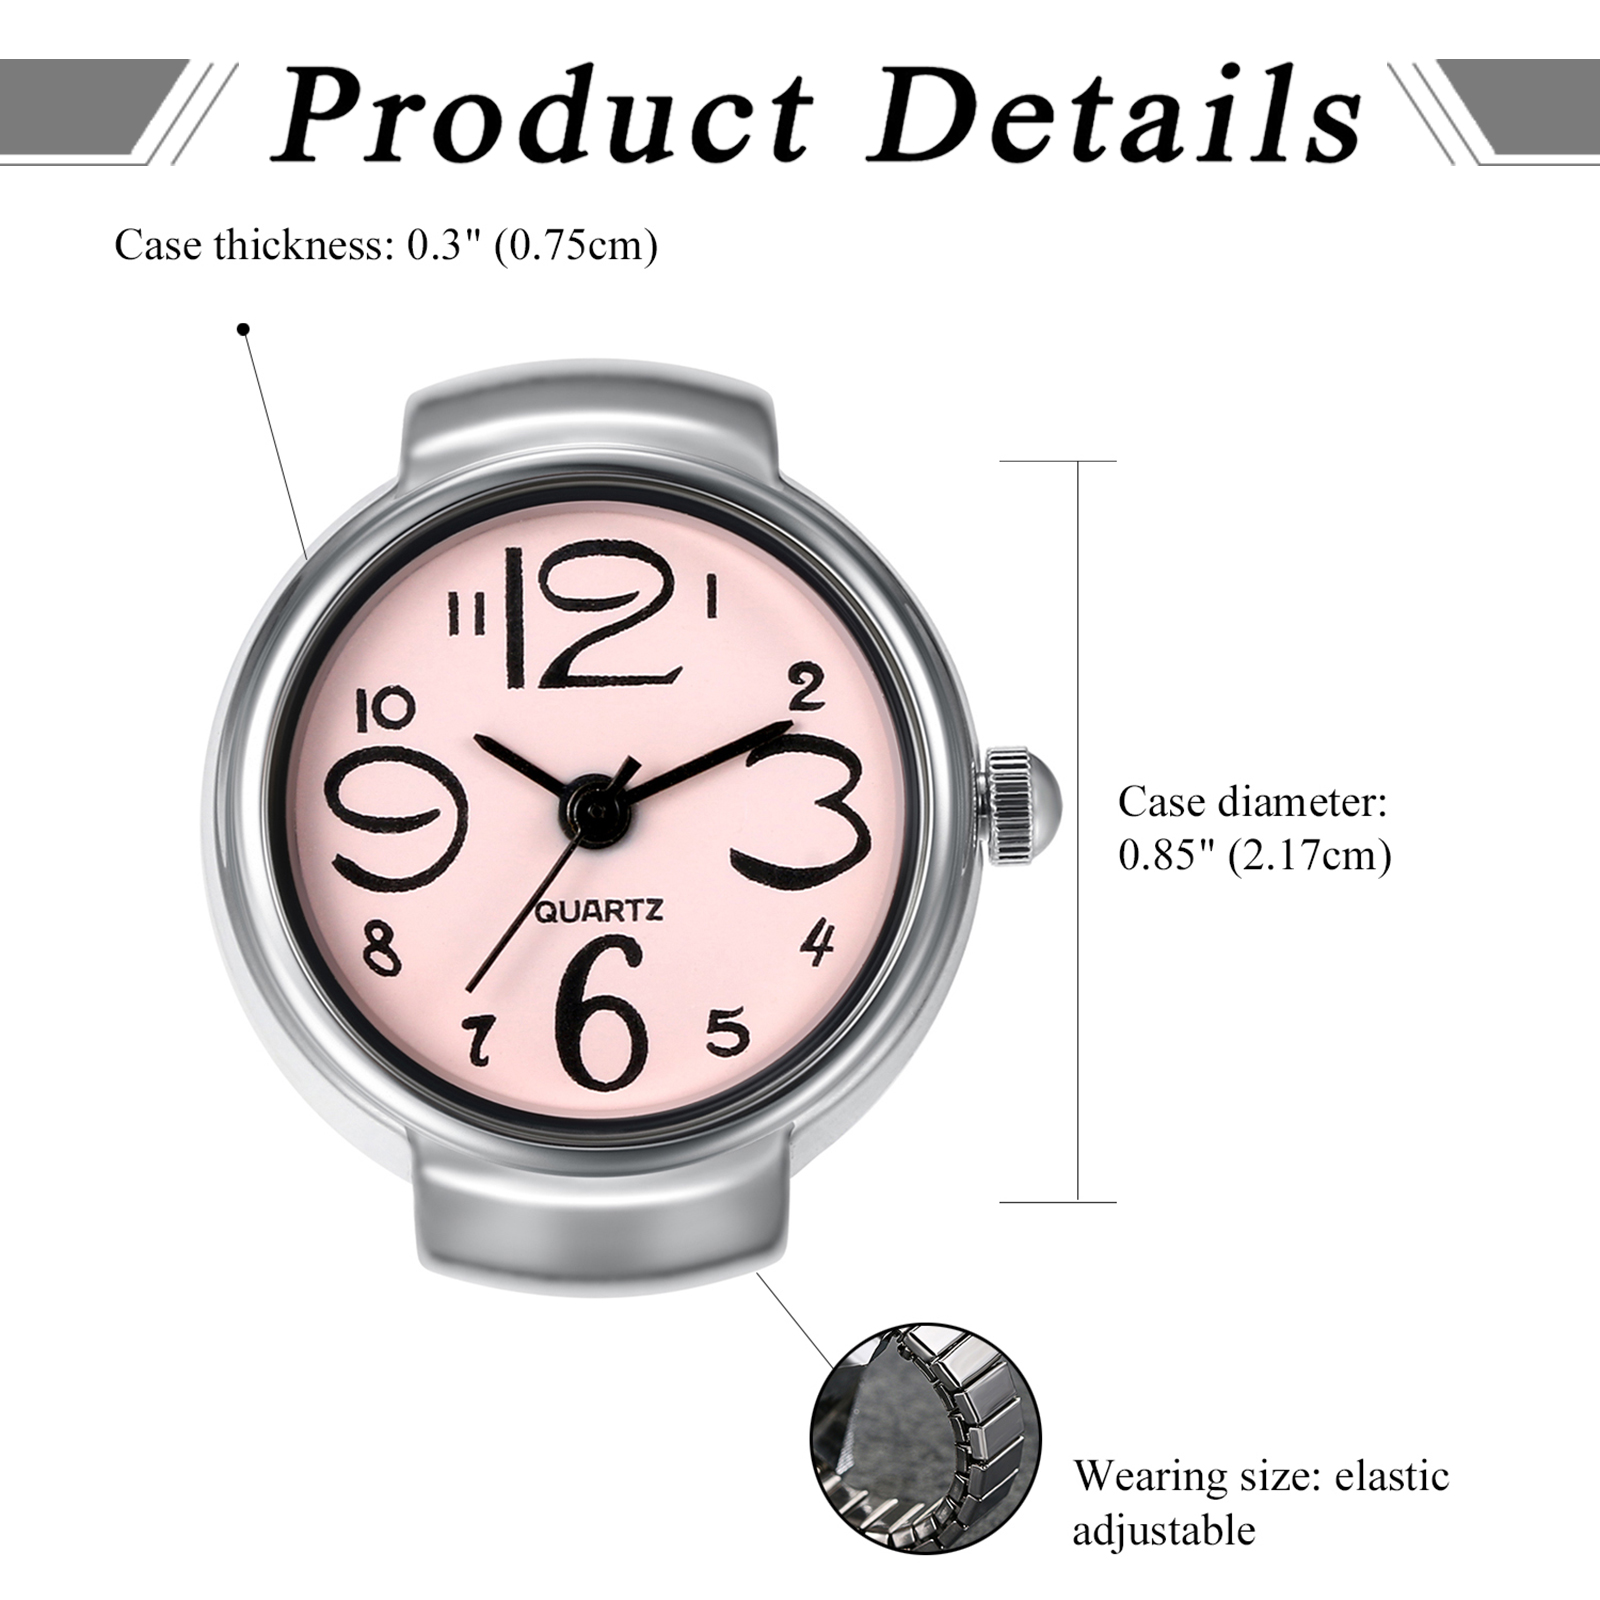 Product Details
Case thickness: 0.3" (0.75cm)
12
11
1
10
2
9
3
QUARTZ
8
4
7
6
5
Case diameter:
0.85" (2.17cm)
Wearing size: elastic
adjustable